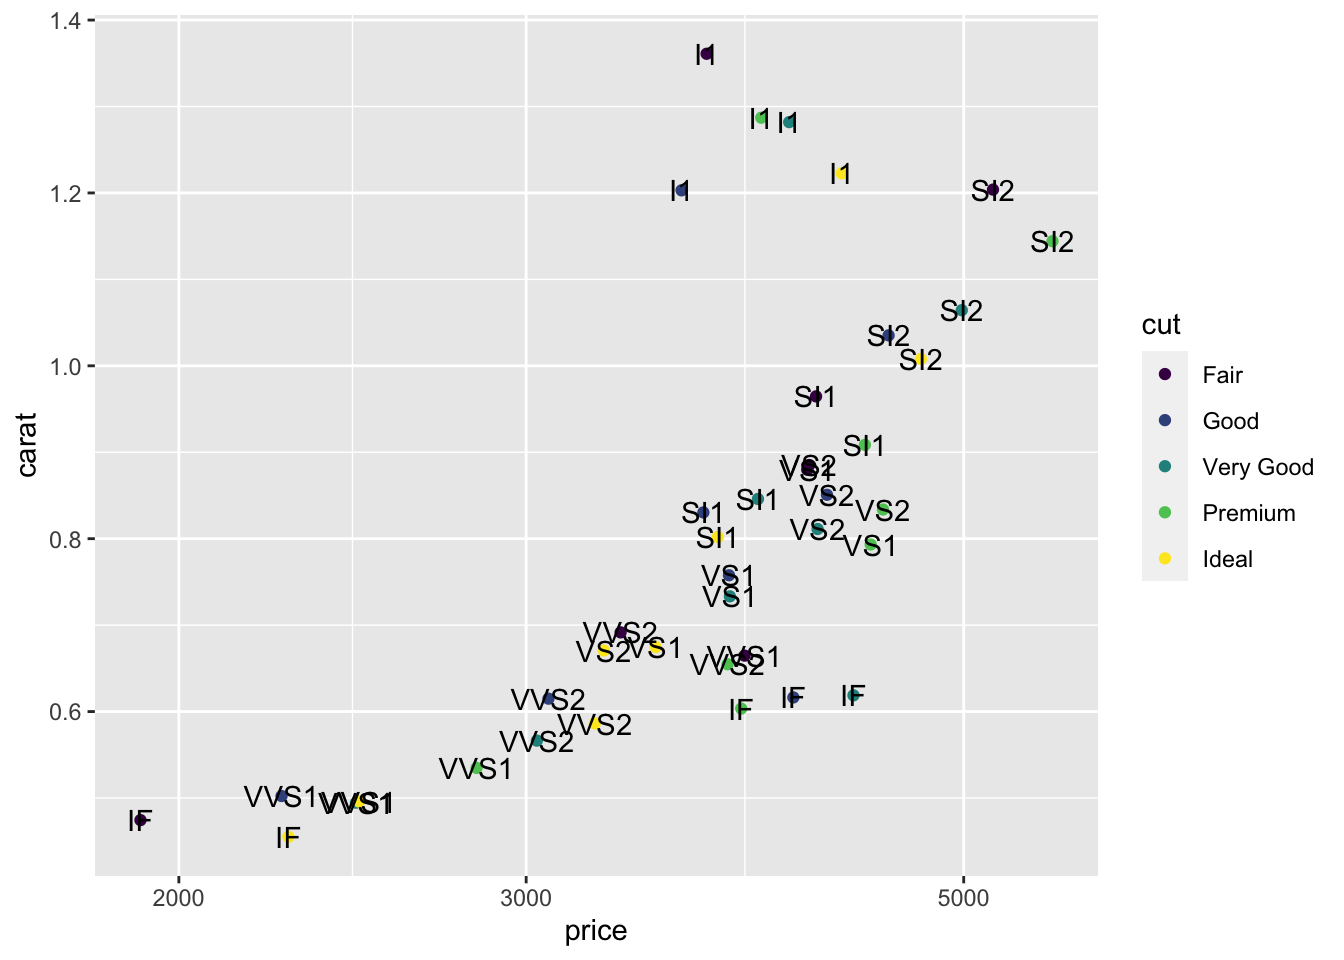 1.4
I1
I1 I1
I1
1.2
I1
SI2
SI2
SI2
SI2
1.0
SI2
SI1
SI1
VS2
VS1
VS2
SI1
VS2
SI1
VS2
0.8
SI1
VS1
VS1
VS1
VVS2
VS2
VS1
VVS1
VVS2
IF
IF
VVS2
IF
0.6
VVS2
VVS2
VVS1
VVS1
VVS1
VVS1
IF
IF
2000 3000 5000
price
carat
cut
Fair
Good
Very Good
Premium
Ideal